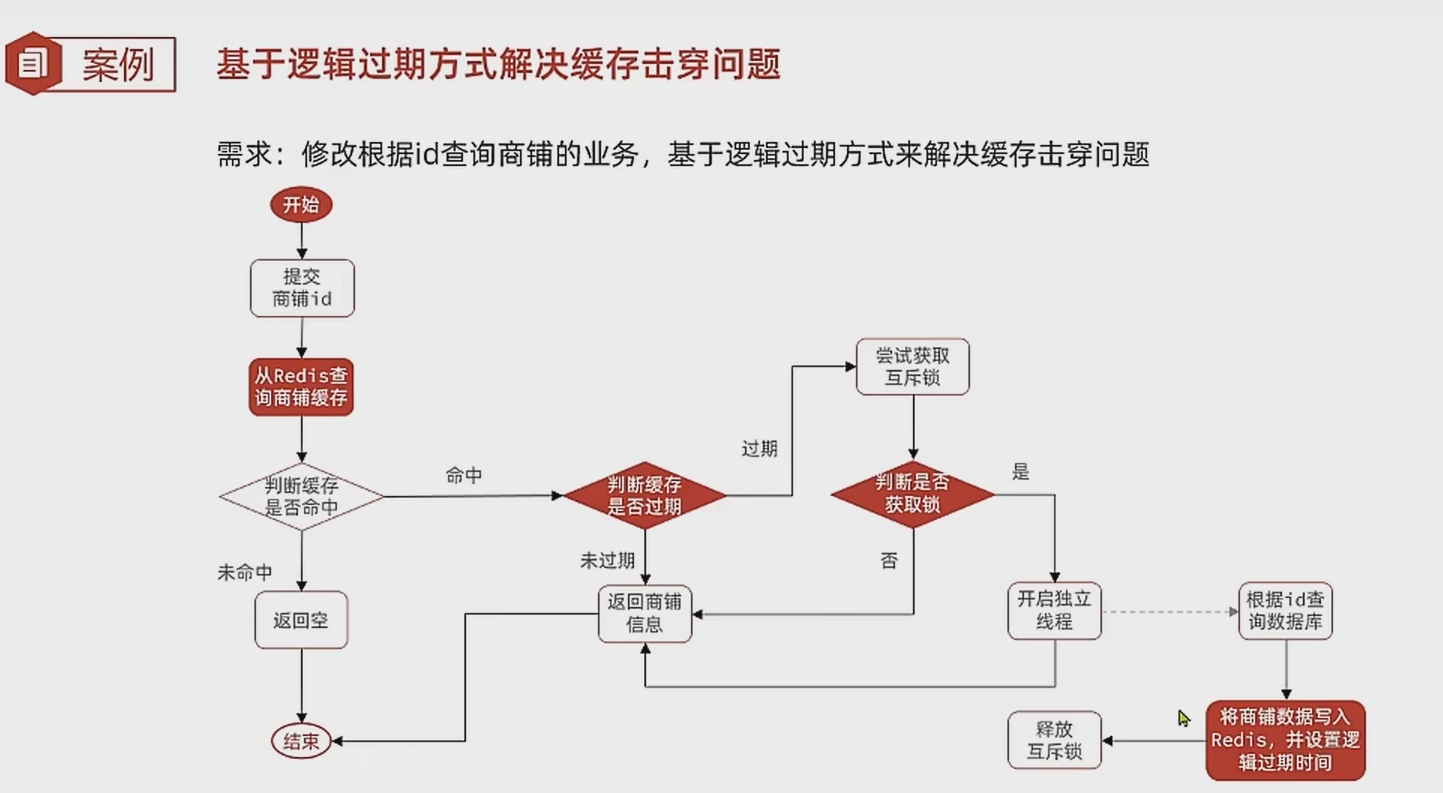 案例
基于逻辑过期方式解决缓存击穿问题
需求：修改根据id查询商铺的业务，基于逻辑过期方式来解决缓存击穿问题
开始
提交
商铺id
从Redis查
询商铺缓存
判断缓存
是否命中
命中
未命中
返回空
结束
判断缓存
是否过期
过期
未过期
返回商铺
信息
尝试获取
互斥锁
判断是否
获取锁
是
否
开启独立
线程
根据id查
询数据库
将商铺数据写入
Redis，并设置逻
辑过期时间
释放
互斥锁